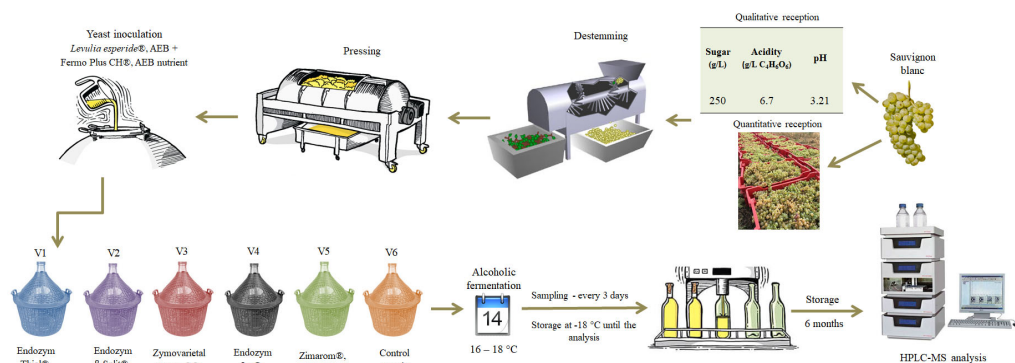 Qualitative reception
Sugar (g/L)
Acidity (g/L C₄H₆O₆)
pH
250
6.7
3.21
Sauvignon
blanc
Quantitative reception
Destemming
Pressing
Yeast inoculation
Levulia esperide®, AEB +
Fermo Plus CH®, AEB nutrient
V1
V2
V3
V4
V5
V6
Endozym
Endozym
Zymovarietal
Endozym
Zimarom®,
Control
Alcoholic
fermentation
14
16 – 18 °C
Sampling - every 3 days
Storage at -18 °C until the
analysis
Storage
6 months
HPLC-MS analysis